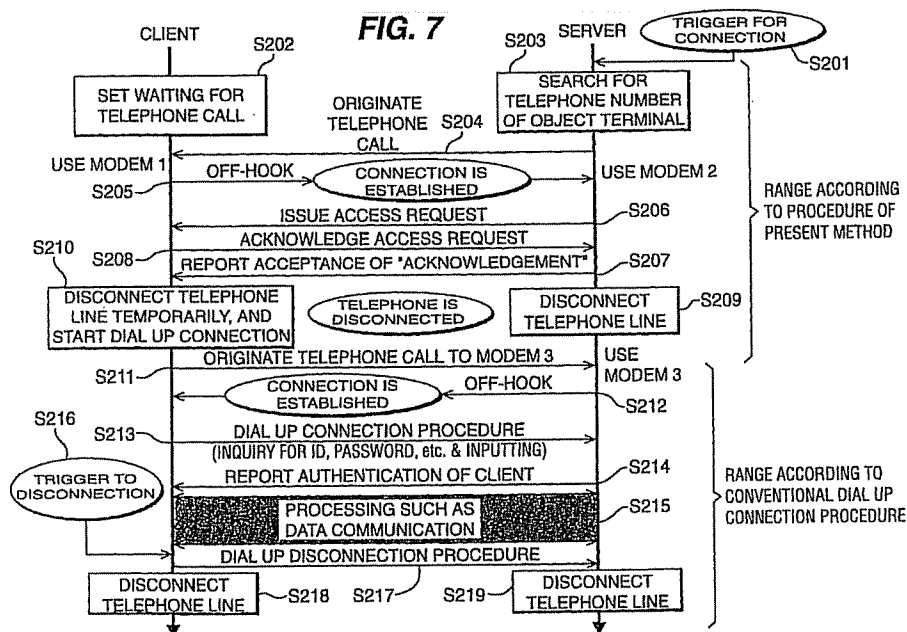 FIG. 7
CLIENT
SERVER
TRIGGER FOR
CONNECTION
S201
S202
S203
SET WAITING FOR
TELEPHONE CALL
SEARCH FOR
TELEPHONE NUMBER
OF OBJECT TERMINAL
ORIGINATE
TELEPHONE
CALL
S204
USE MODEM 1
OFF-HOOK
S205
CONNECTION IS
ESTABLISHED
USE MODEM 2
RANGE ACCORDING
TO PROCEDURE OF
PRESENT METHOD
ISSUE ACCESS REQUEST
S206
ACKNOWLEDGE ACCESS REQUEST
S208
REPORT ACCEPTANCE OF "ACKNOWLEDGEMENT"
S207
S210
DISCONNECT TELEPHONE
LINE TEMPORARILY, AND
START DIAL UP CONNECTION
TELEPHONE IS
DISCONNECTED
DISCONNECT
TELEPHONE LINE
S209
ORIGINATE TELEPHONE CALL TO MODEM 3
S211
USE
MODEM 3
CONNECTION IS
ESTABLISHED
OFF-HOOK
S212
S216
S213
DIAL UP CONNECTION PROCEDURE
(INQUIRY FOR ID, PASSWORD, etc. & INPUTTING)
TRIGGER TO
DISCONNECTION
REPORT AUTHENTICATION OF CLIENT
S214
RANGE ACCORDING TO
CONVENTIONAL DIAL UP
CONNECTION PROCEDURE
PROCESSING SUCH AS
DATA COMMUNICATION
S215
DIAL UP DISCONNECTION PROCEDURE
DISCONNECT
TELEPHONE LINE
S218
S217
S219
DISCONNECT
TELEPHONE LINE